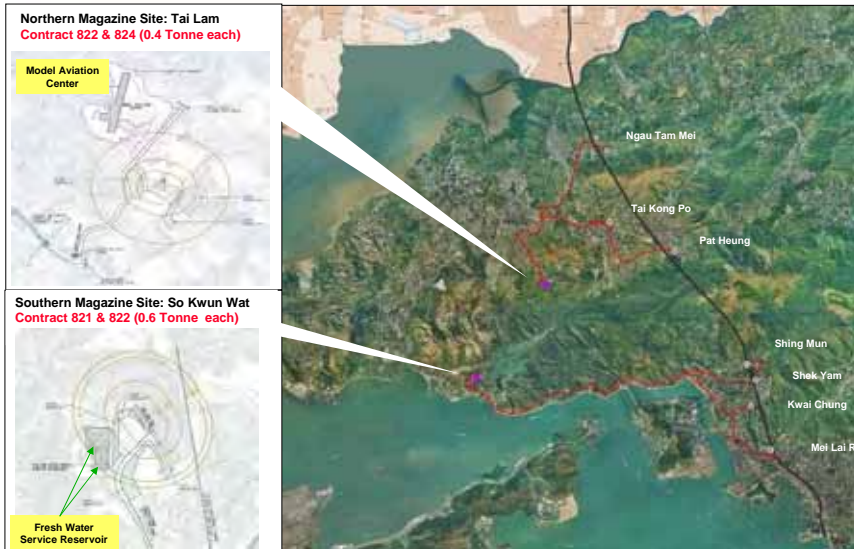 Northern Magazine Site: Tai Lam
Contract 822 & 824 (0.4 Tonne each)
Model Aviation
Center
Southern Magazine Site: So Kwun Wat
Contract 821 & 822 (0.6 Tonne each)
Fresh Water
Service Reservoir
Ngau Tam Mei
Tai Kong Po
Pat Heung
Shing Mun
Shek Yam
Kwai Chung
Mei Lai R